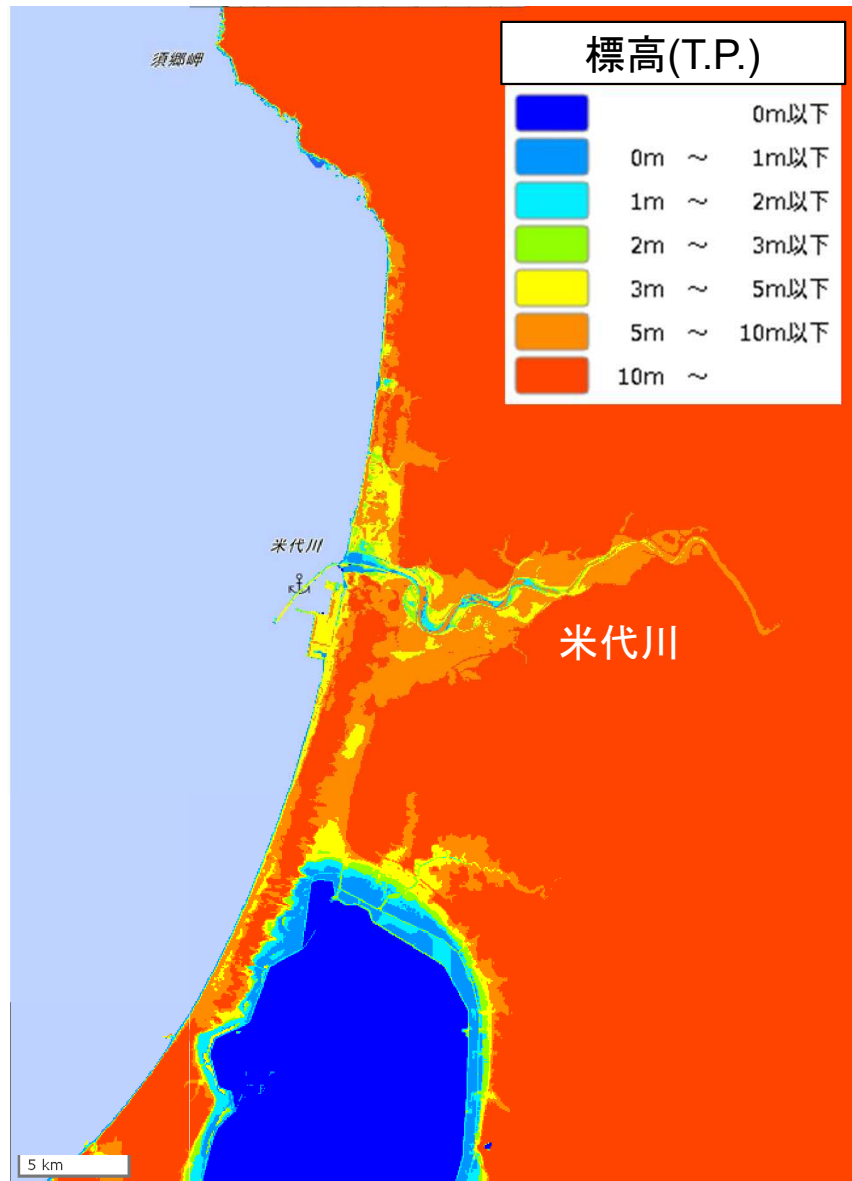 須郷岬
標高(T.P.)
0m以下
0m ～ 1m以下
1m ～ 2m以下
2m ～ 3m以下
3m ～ 5m以下
5m ～ 10m以下
10m ～
米代川
米代川
5 km